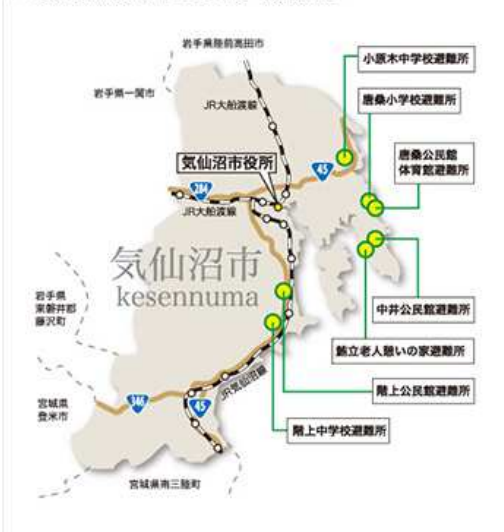 岩手県陸前高田市
小原木中学校避難所
岩手県一関市
唐桑小学校避難所
JR大船渡線
唐桑公民館
体育館避難所
気仙沼市役所
45
284
JR大船渡線
気仙沼市
kesennuma
岩手県
東磐井郡
藤沢町
中井公民館避難所
鮪立老人憩いの家避難所
宮城県
登米市
346
45
JR気仙沼線
階上公民館避難所
階上中学校避難所
宮城県南三陸町